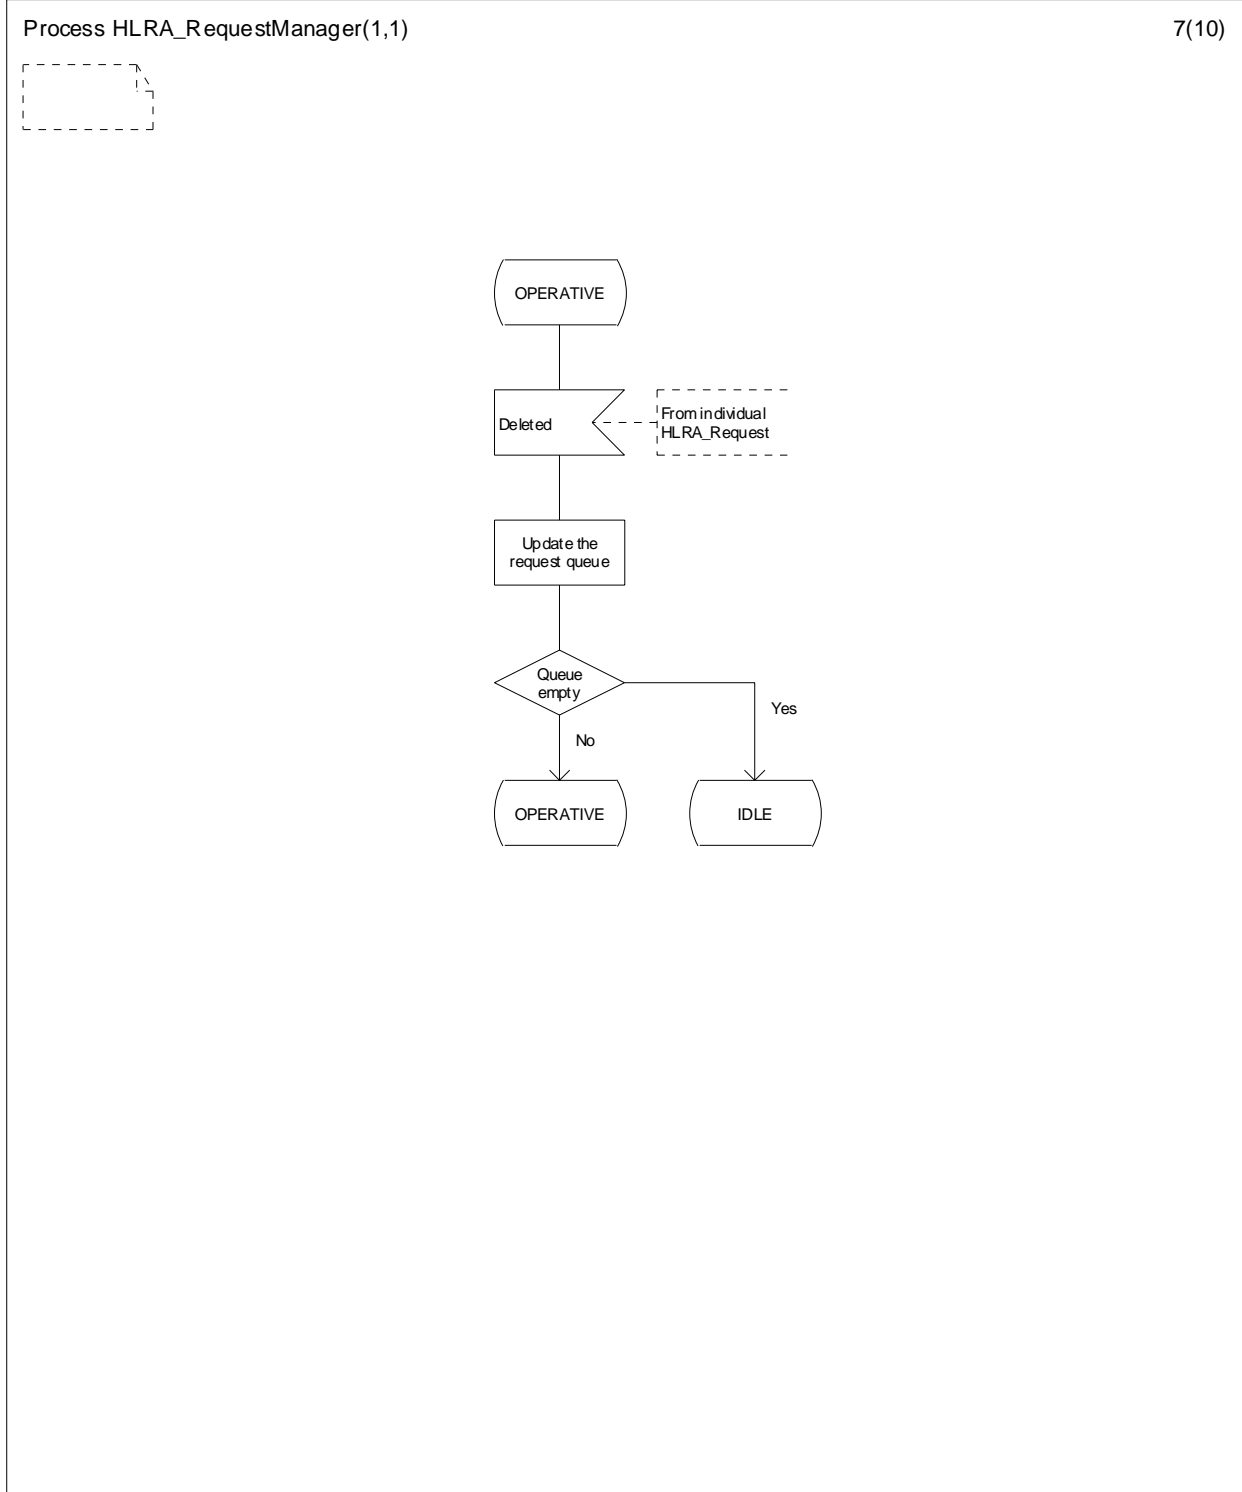 Process HLRA_RequestManager(1,1)
7(10)
OPERATIVE
Deleted
From individual
HLRA_Request
Update the
request queue
Queue
empty
Yes
No
OPERATIVE
IDLE